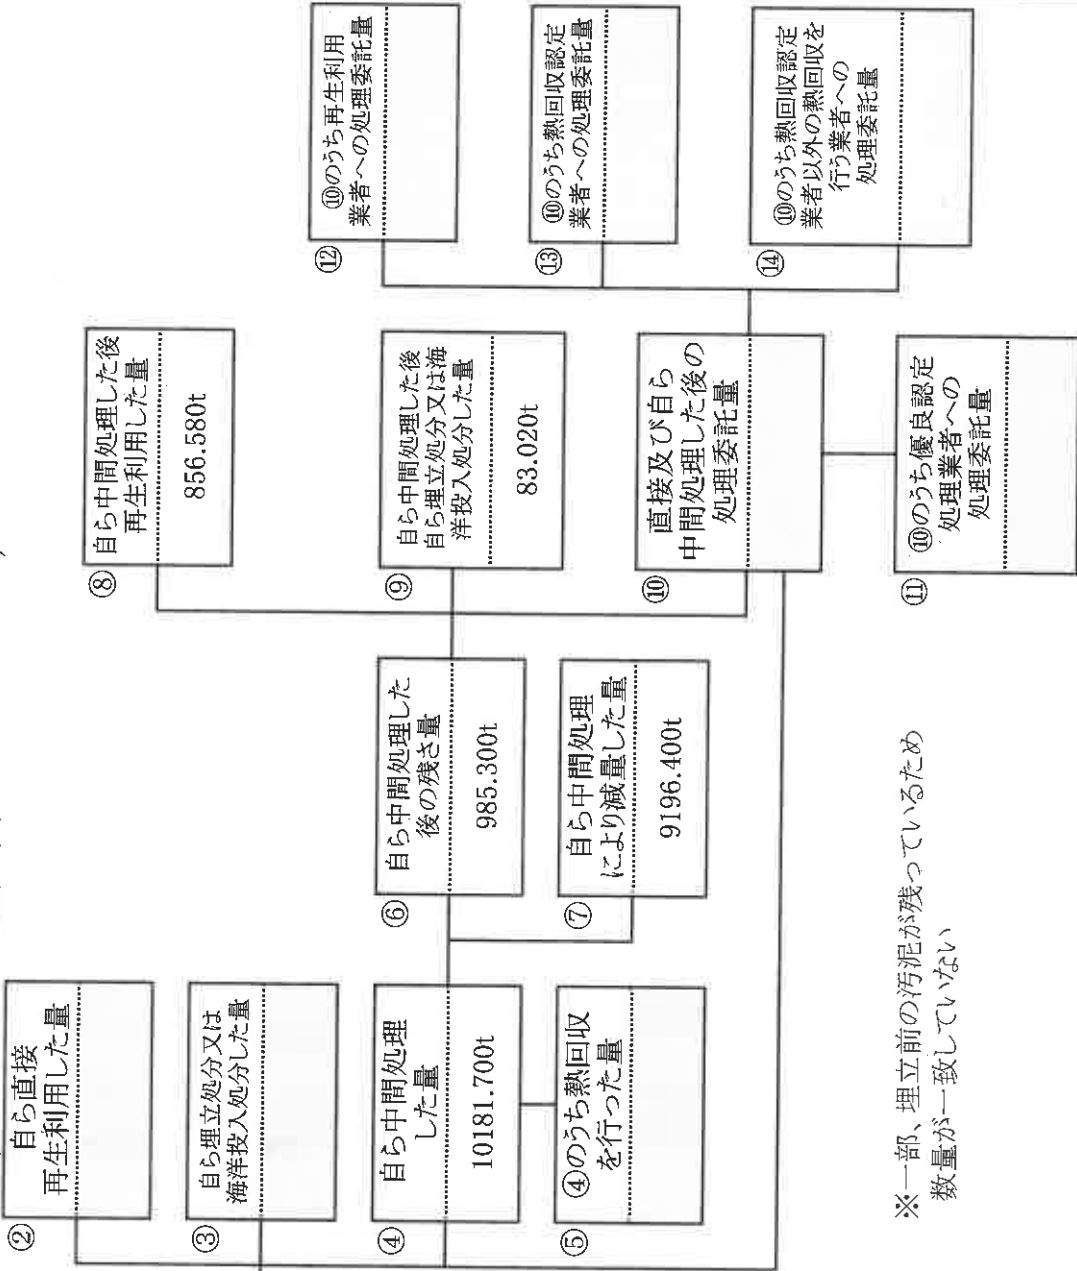 ②
自ら直接
再生利用した量
③
自ら埋立処分又は
海洋投入処分した量
④
自ら中間処理
した量
10181.700t
⑤
④のうち熱回収
を行った量
⑥
自ら中間処理した
後の残さ量
985.300t
⑦
自ら中間処理
により減量した量
9196.400t
⑧
自ら中間処理した後
再生利用した量
856.580t
⑨
自ら中間処理した後
自ら埋立処分又は海
洋投入処分した量
83.020t
⑩
直接及び自ら
中間処理した後の
処理委託量
⑪
⑩のうち優良認定
処理業者への
処理委託量
⑫
⑩のうち再生利用
業者への処理委託量
⑬
⑩のうち熱回収認定
業者への処理委託量
⑭
⑩のうち熱回収認定
業者以外の熱回収を
行う業者への
処理委託量
※一部、埋立前の汚泥が残っているため
数量が一致していない